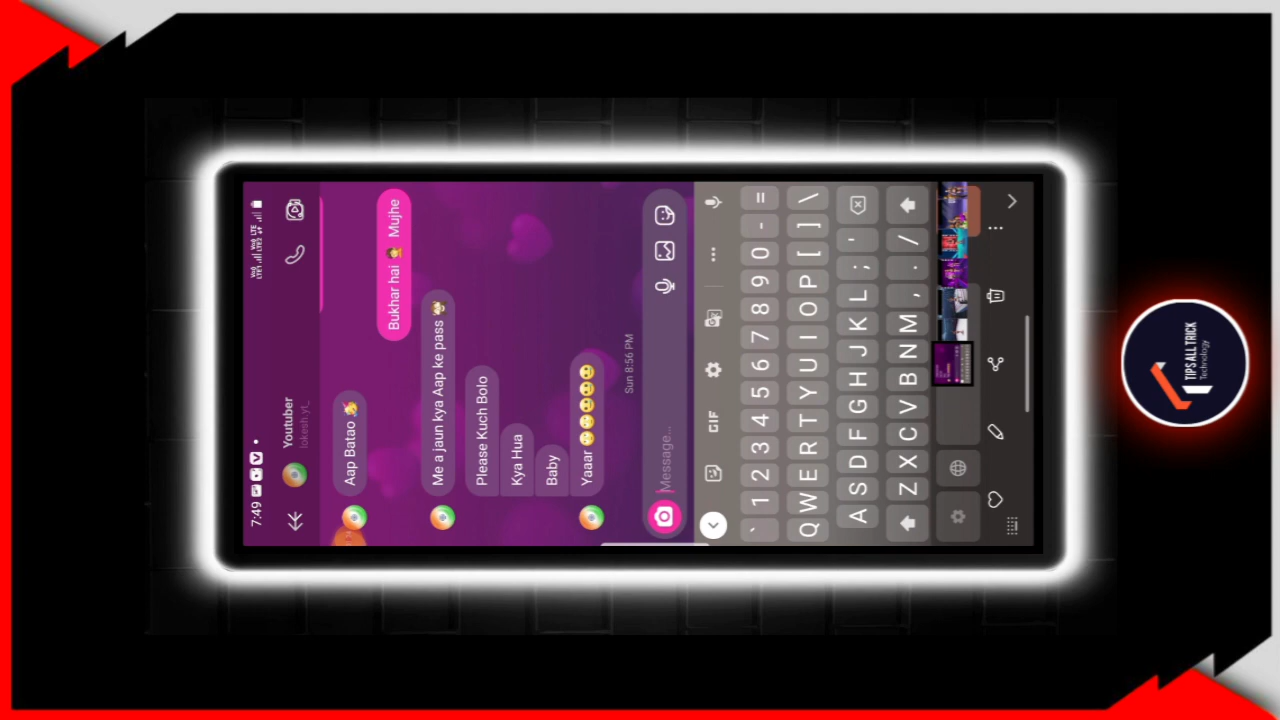 7:49
Youtuber
lokesh.yt_
Aap Batao 🥳
Bukhar hai 🤦 Mujhe
Me a jaun kya Aap ke pass
Please Kuch Bolo
Kya Hua
Baby
Yaaar
Sun 8:56 PM
Message...
GIF
` 1 2 3 4 5 6 7 8 9 0 - =
Q W E R T Y U I O P [ ] \
A S D F G H J K L ; '
Z X C V B N M , . /
TIPS ALL TRICK
Technology